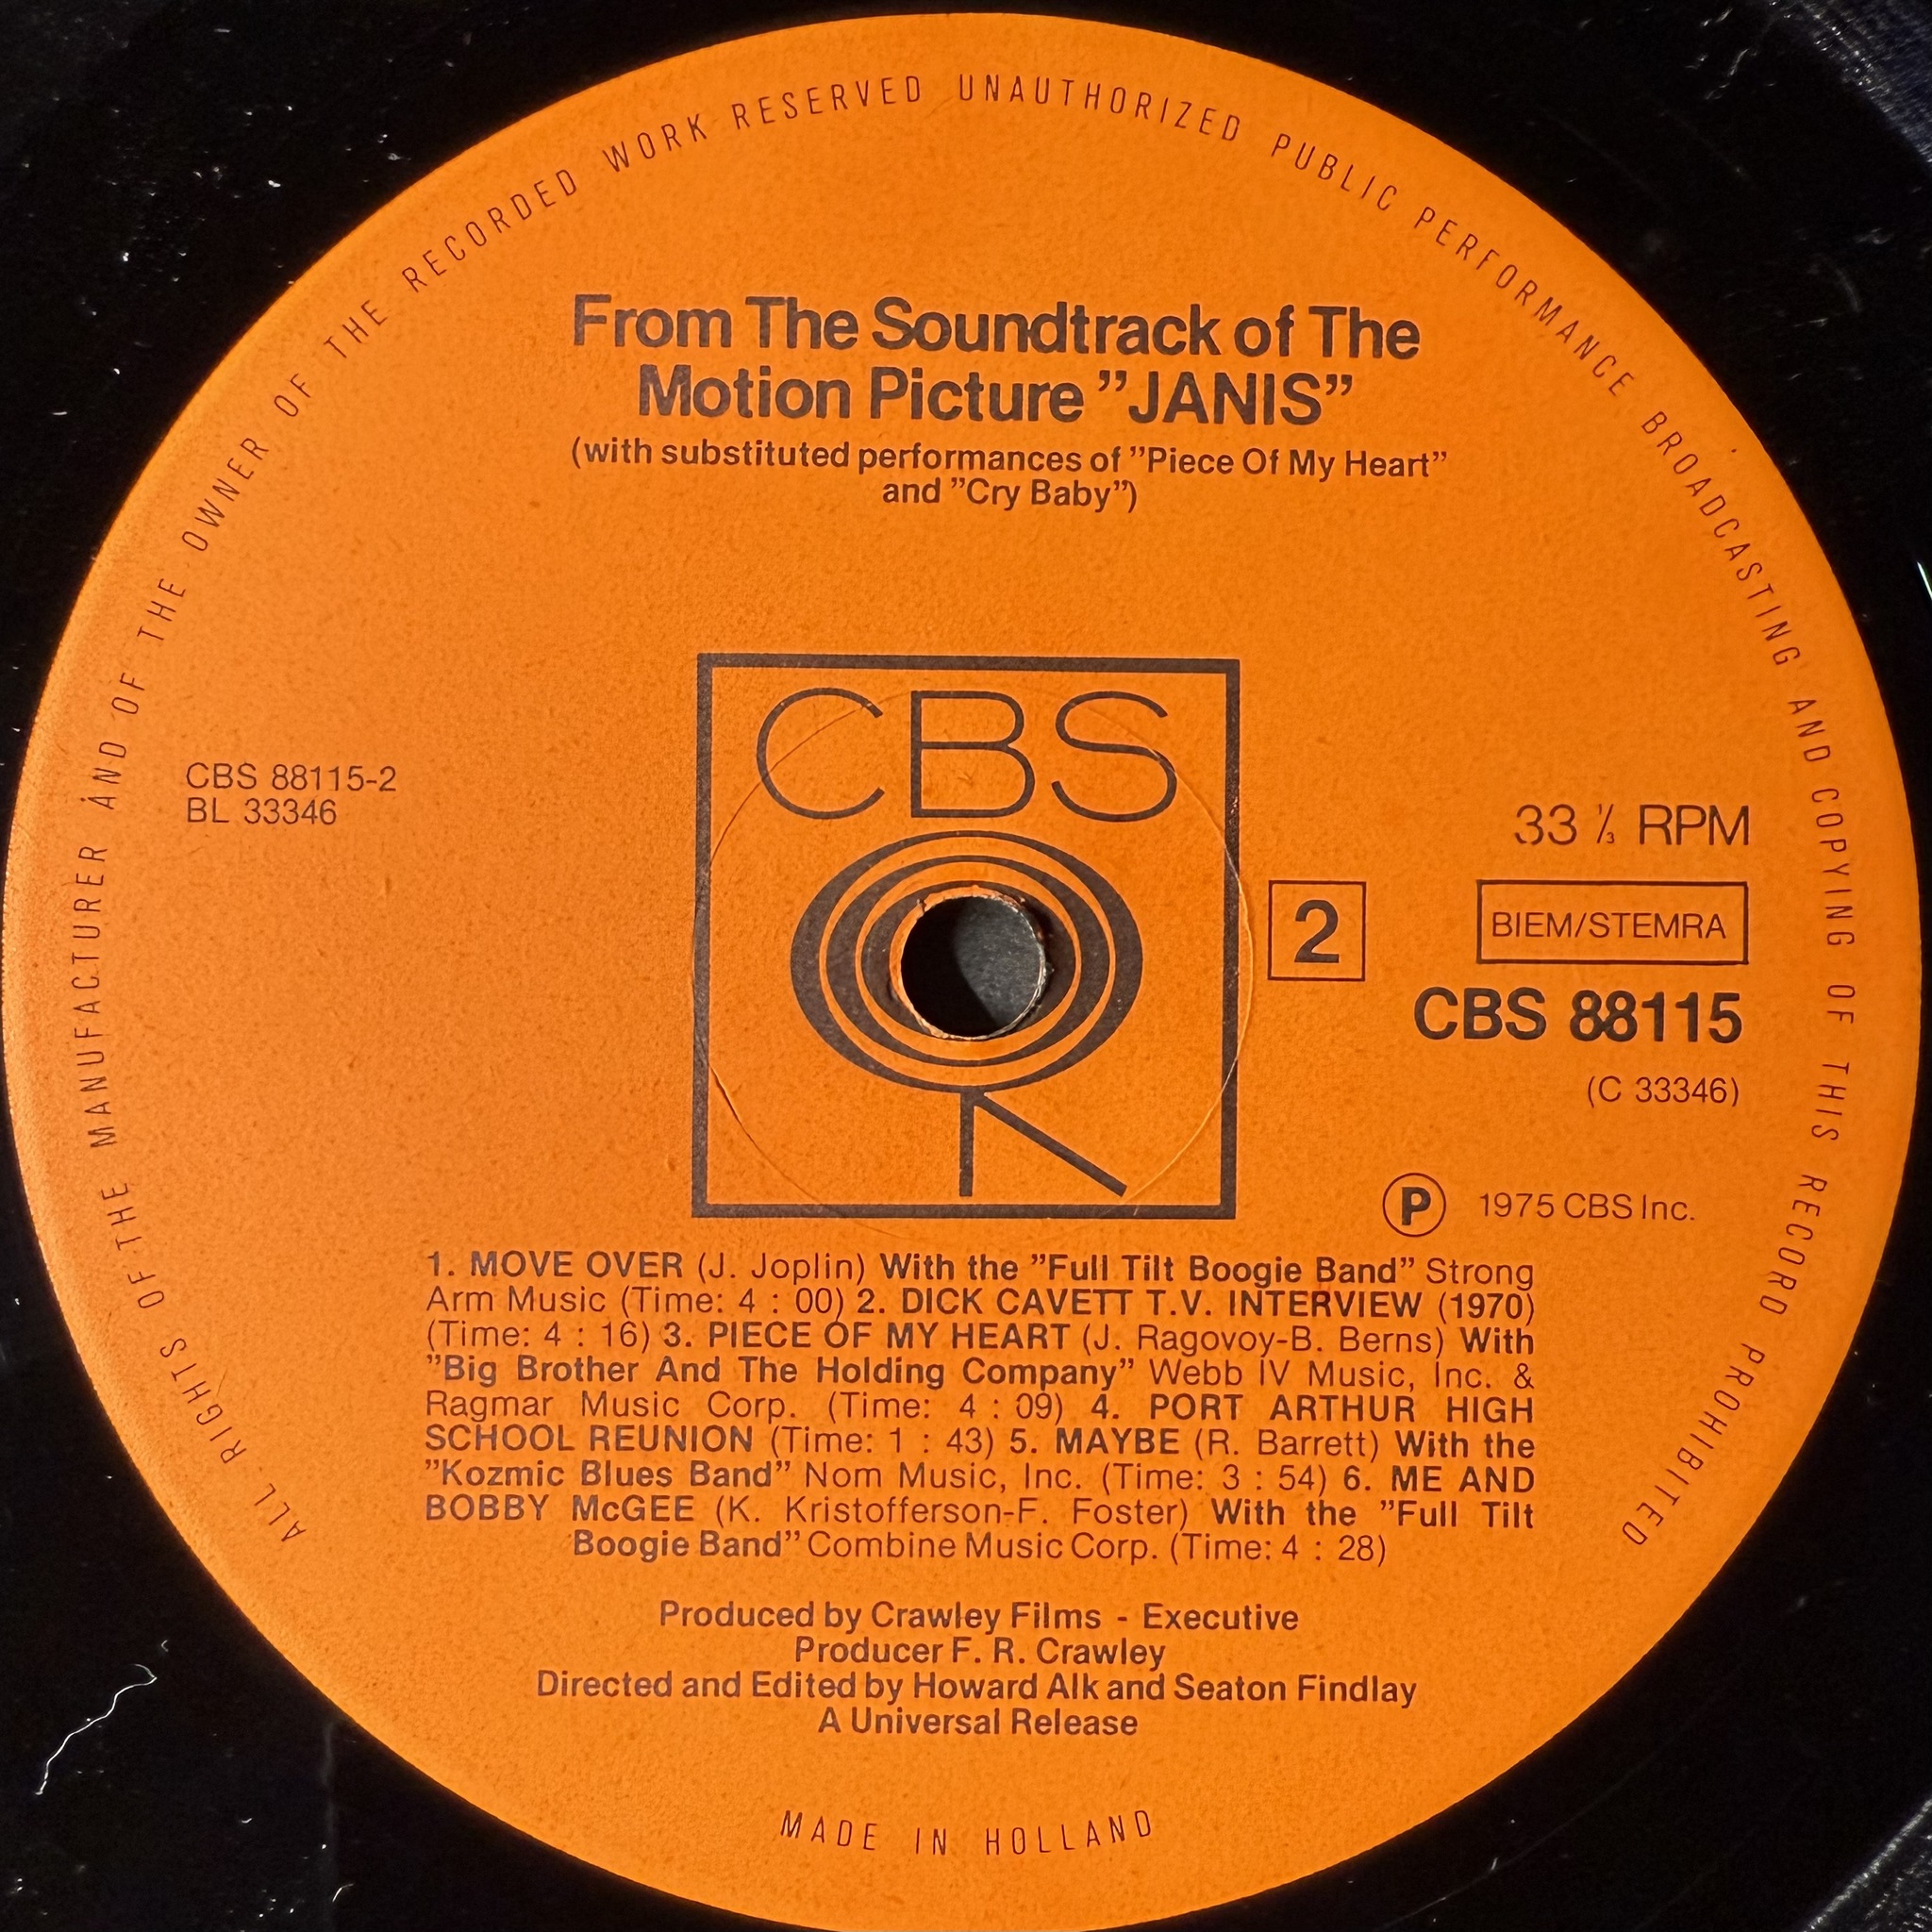 ALL RIGHTS OF THE MANUFACTURER AND OF THE OWNER OF THE RECORDED WORK RESERVED UNAUTHORIZED PUBLIC PERFORMANCE BROADCASTING AND COPYING OF THIS RECORD PROHIBITED
From The Soundtrack of The
Motion Picture ”JANIS”
(with substituted performances of ”Piece Of My Heart”
and ”Cry Baby”)
CBS
CBS 88115-2
BL 33346
33 ⅓ RPM
2
BIEM/STEMRA
CBS 88115
(C 33346)
Ⓟ 1975 CBS Inc.
1. MOVE OVER (J. Joplin) With the ”Full Tilt Boogie Band” Strong
Arm Music (Time: 4 : 00) 2. DICK CAVETT T.V. INTERVIEW (1970)
(Time: 4 : 16) 3. PIECE OF MY HEART (J. Ragovoy-B. Berns) With
”Big Brother And The Holding Company” Webb IV Music, Inc. &
Ragmar Music Corp. (Time: 4 : 09) 4. PORT ARTHUR HIGH
SCHOOL REUNION (Time: 1 : 43) 5. MAYBE (R. Barrett) With the
”Kozmic Blues Band” Nom Music, Inc. (Time: 3 : 54) 6. ME AND
BOBBY McGEE (K. Kristofferson-F. Foster) With the ”Full Tilt
Boogie Band” Combine Music Corp. (Time: 4 : 28)
Produced by Crawley Films - Executive
Producer F. R. Crawley
Directed and Edited by Howard Alk and Seaton Findlay
A Universal Release
MADE IN HOLLAND